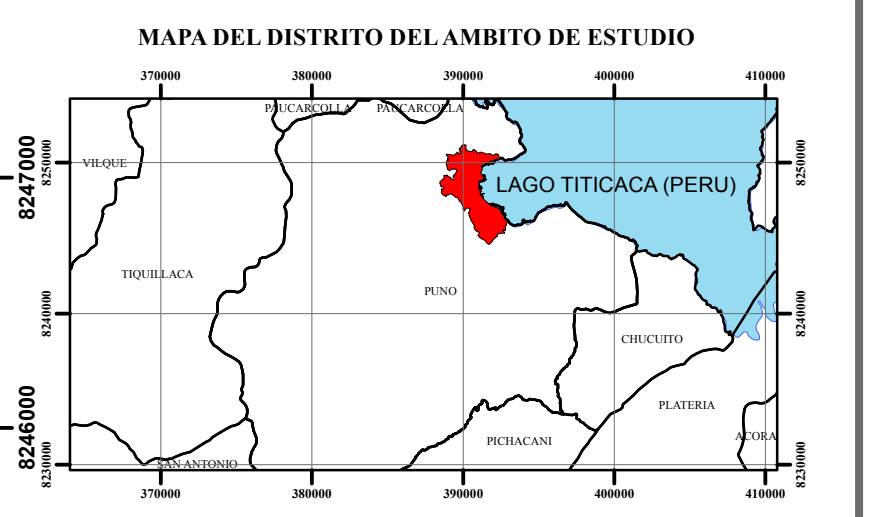 MAPA DEL DISTRITO DEL AMBITO DE ESTUDIO
370000 380000 390000 400000 410000
PAUCARCOLLA PAUCARCOLLA
8247000
8250000
VILQUE
8250000
LAGO TITICACA (PERU)
TIQUILLACA
PUNO
8240000
8240000
CHUCUITO
8246000
PLATERIA
PICHACANI
ACORA
8230000
SAN ANTONIO
8230000
370000 380000 390000 400000 410000